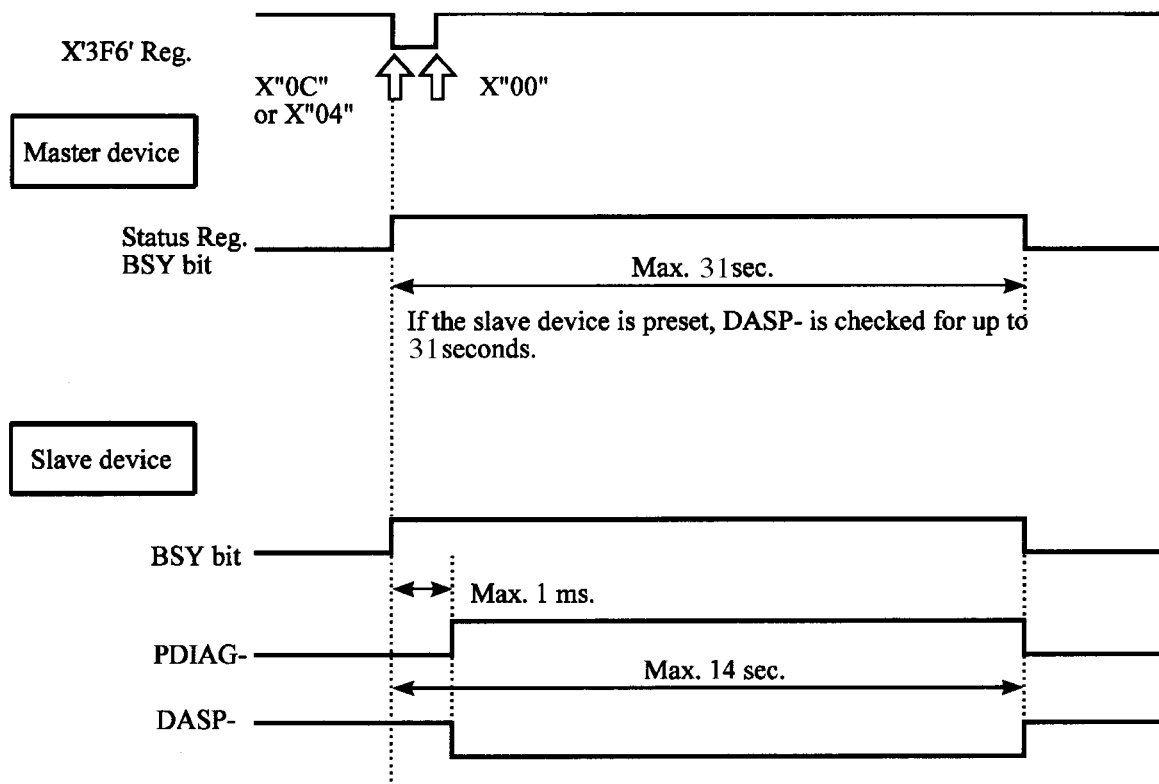 X'3F6' Reg.
X"0C"
or X"04"
X"00"
Master device
Status Reg.
BSY bit
Max. 31sec.
If the slave device is preset, DASP- is checked for up to
31seconds.
Slave device
BSY bit
Max. 1 ms.
PDIAG-
Max. 14 sec.
DASP-